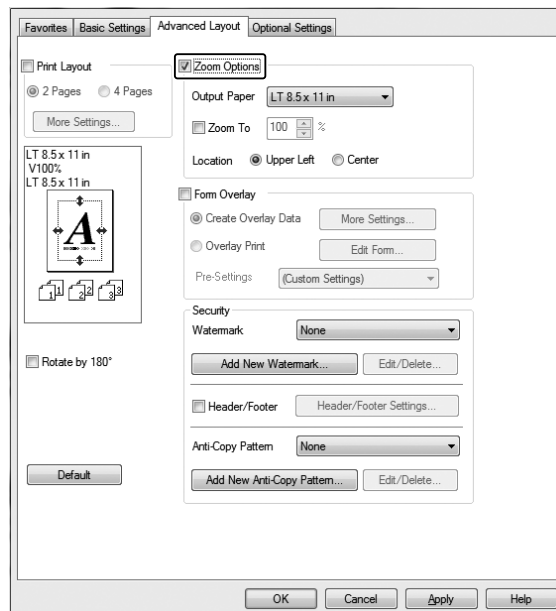 Favorites Basic Settings Advanced Layout Optional Settings
Print Layout
2 Pages 4 Pages
More Settings...
LT 8.5 x 11 in
V100%
LT 8.5 x 11 in
A
1 1 2 2 3 3
Rotate by 180°
Default
Zoom Options
Output Paper LT 8.5 x 11 in
Zoom To 100 %
Location Upper Left Center
Form Overlay
Create Overlay Data More Settings...
Overlay Print Edit Form...
Pre-Settings (Custom Settings)
Security
Watermark None
Add New Watermark... Edit/Delete...
Header/Footer Header/Footer Settings...
Anti-Copy Pattern None
Add New Anti-Copy Pattern... Edit/Delete...
OK Cancel Apply Help